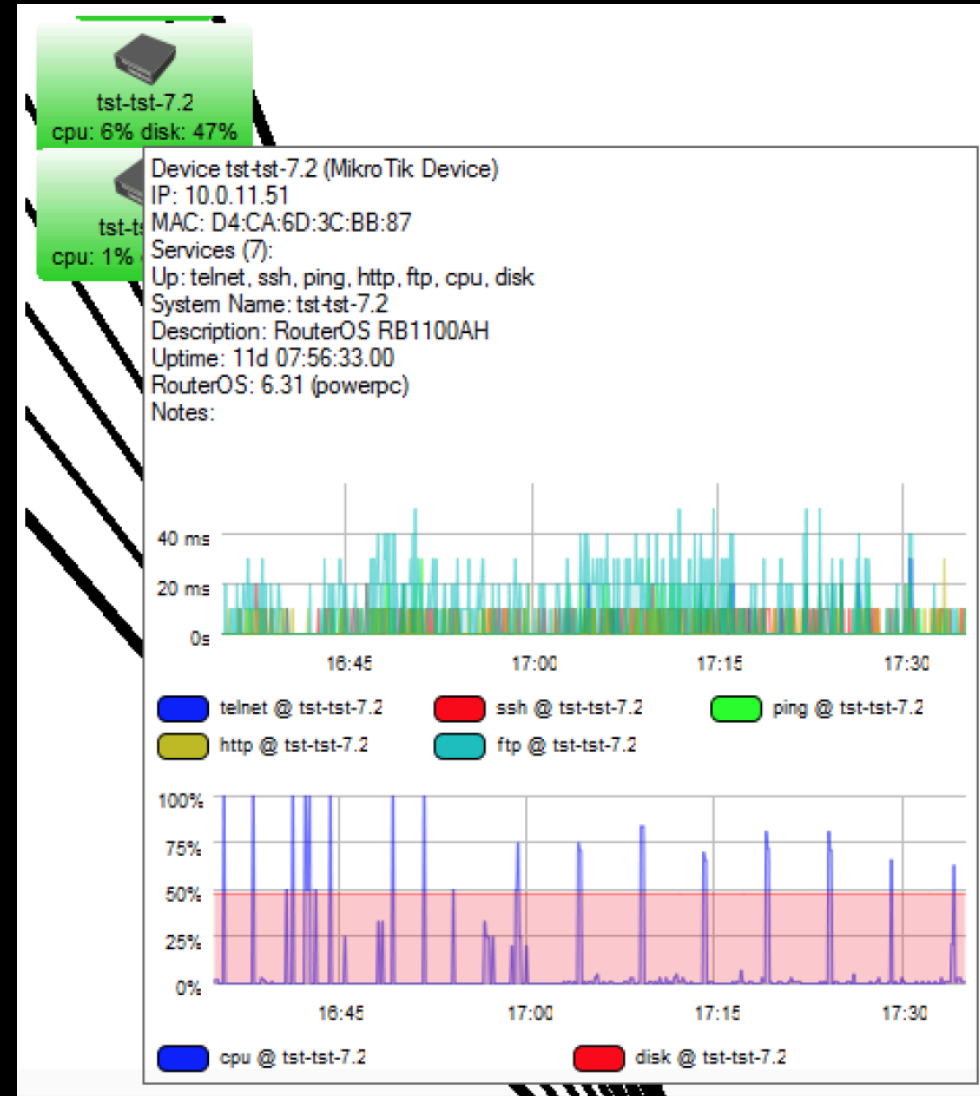 tst-tst-7.2
cpu: 6% disk: 47%
tst-ts
cpu: 1%
Device tst-tst-7.2 (MikroTik Device)
IP: 10.0.11.51
MAC: D4:CA:6D:3C:BB:87
Services (7):
Up: telnet, ssh, ping, http, ftp, cpu, disk
System Name: tst-tst-7.2
Description: RouterOS RB1100AH
Uptime: 11d 07:56:33.00
RouterOS: 6.31 (powerpc)
Notes:
40 ms
20 ms
0s
16:45 17:00 17:15 17:30
telnet @ tst-tst-7.2 ssh @ tst-tst-7.2 ping @ tst-tst-7.2
http @ tst-tst-7.2 ftp @ tst-tst-7.2
100%
75%
50%
25%
0%
16:45 17:00 17:15 17:30
cpu @ tst-tst-7.2 disk @ tst-tst-7.2